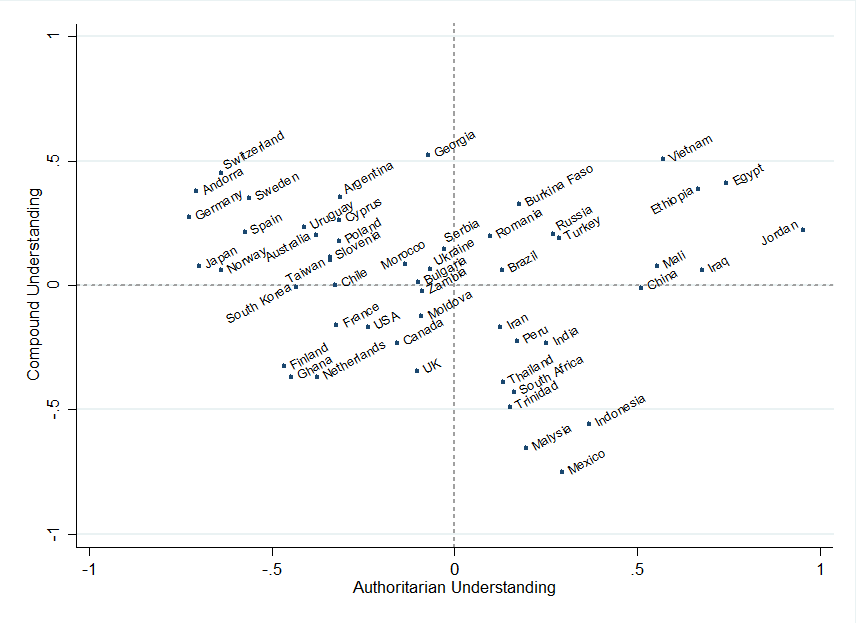 1
Georgia
Switzerland
Vietnam
.5
Andorra
Sweden
Argentina
Egypt
Germany
Burkina Faso
Ethiopia
Uruguay
Cyprus
Spain
Australia
Poland
Serbia
Romania
Russia
Turkey
Jordan
Japan
Norway
Slovenia
Taiwan
Morocco
Ukraine
Brazil
Mali
Iraq
Bulgaria
0
South Korea
Chile
Zambia
China
Moldova
France
USA
Canada
Iran
Peru
India
Finland
Ghana
Netherlands
UK
Thailand
South Africa
Trinidad
-.5
Indonesia
Malysia
Mexico
-1
Compound Understanding
-1
-.5
0
.5
1
Authoritarian Understanding